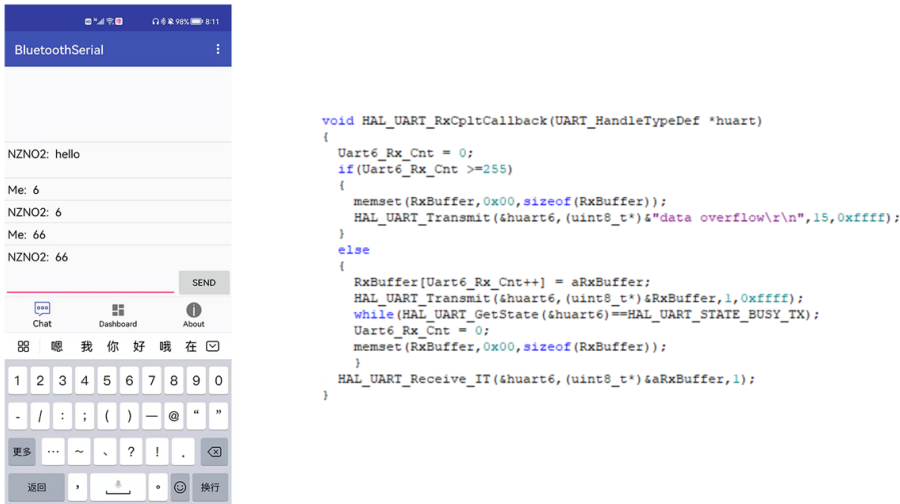 98% 8:11
BluetoothSerial
NZNO2: hello
Me: 6
NZNO2: 6
Me: 66
NZNO2: 66
SEND
Chat Dashboard About
嗯 我 你 好 哦 在
1 2 3 4 5 6 7 8 9 0
- / : ; ( ) — @ “ ”
更多 … ～ 、 ? ! .
返回 ， 。 换行
void HAL_UART_RxCpltCallback(UART_HandleTypeDef *huart)
{
Uart6_Rx_Cnt = 0;
if(Uart6_Rx_Cnt >=255)
{
memset(RxBuffer,0x00,sizeof(RxBuffer));
HAL_UART_Transmit(&huart6,(uint8_t*)&"data overflow\r\n",15,0xffff);
}
else
{
RxBuffer[Uart6_Rx_Cnt++] = aRxBuffer;
HAL_UART_Transmit(&huart6,(uint8_t*)&RxBuffer,1,0xffff);
while(HAL_UART_GetState(&huart6)==HAL_UART_STATE_BUSY_TX);
Uart6_Rx_Cnt = 0;
memset(RxBuffer,0x00,sizeof(RxBuffer));
}
HAL_UART_Receive_IT(&huart6,(uint8_t*)&aRxBuffer,1);
}